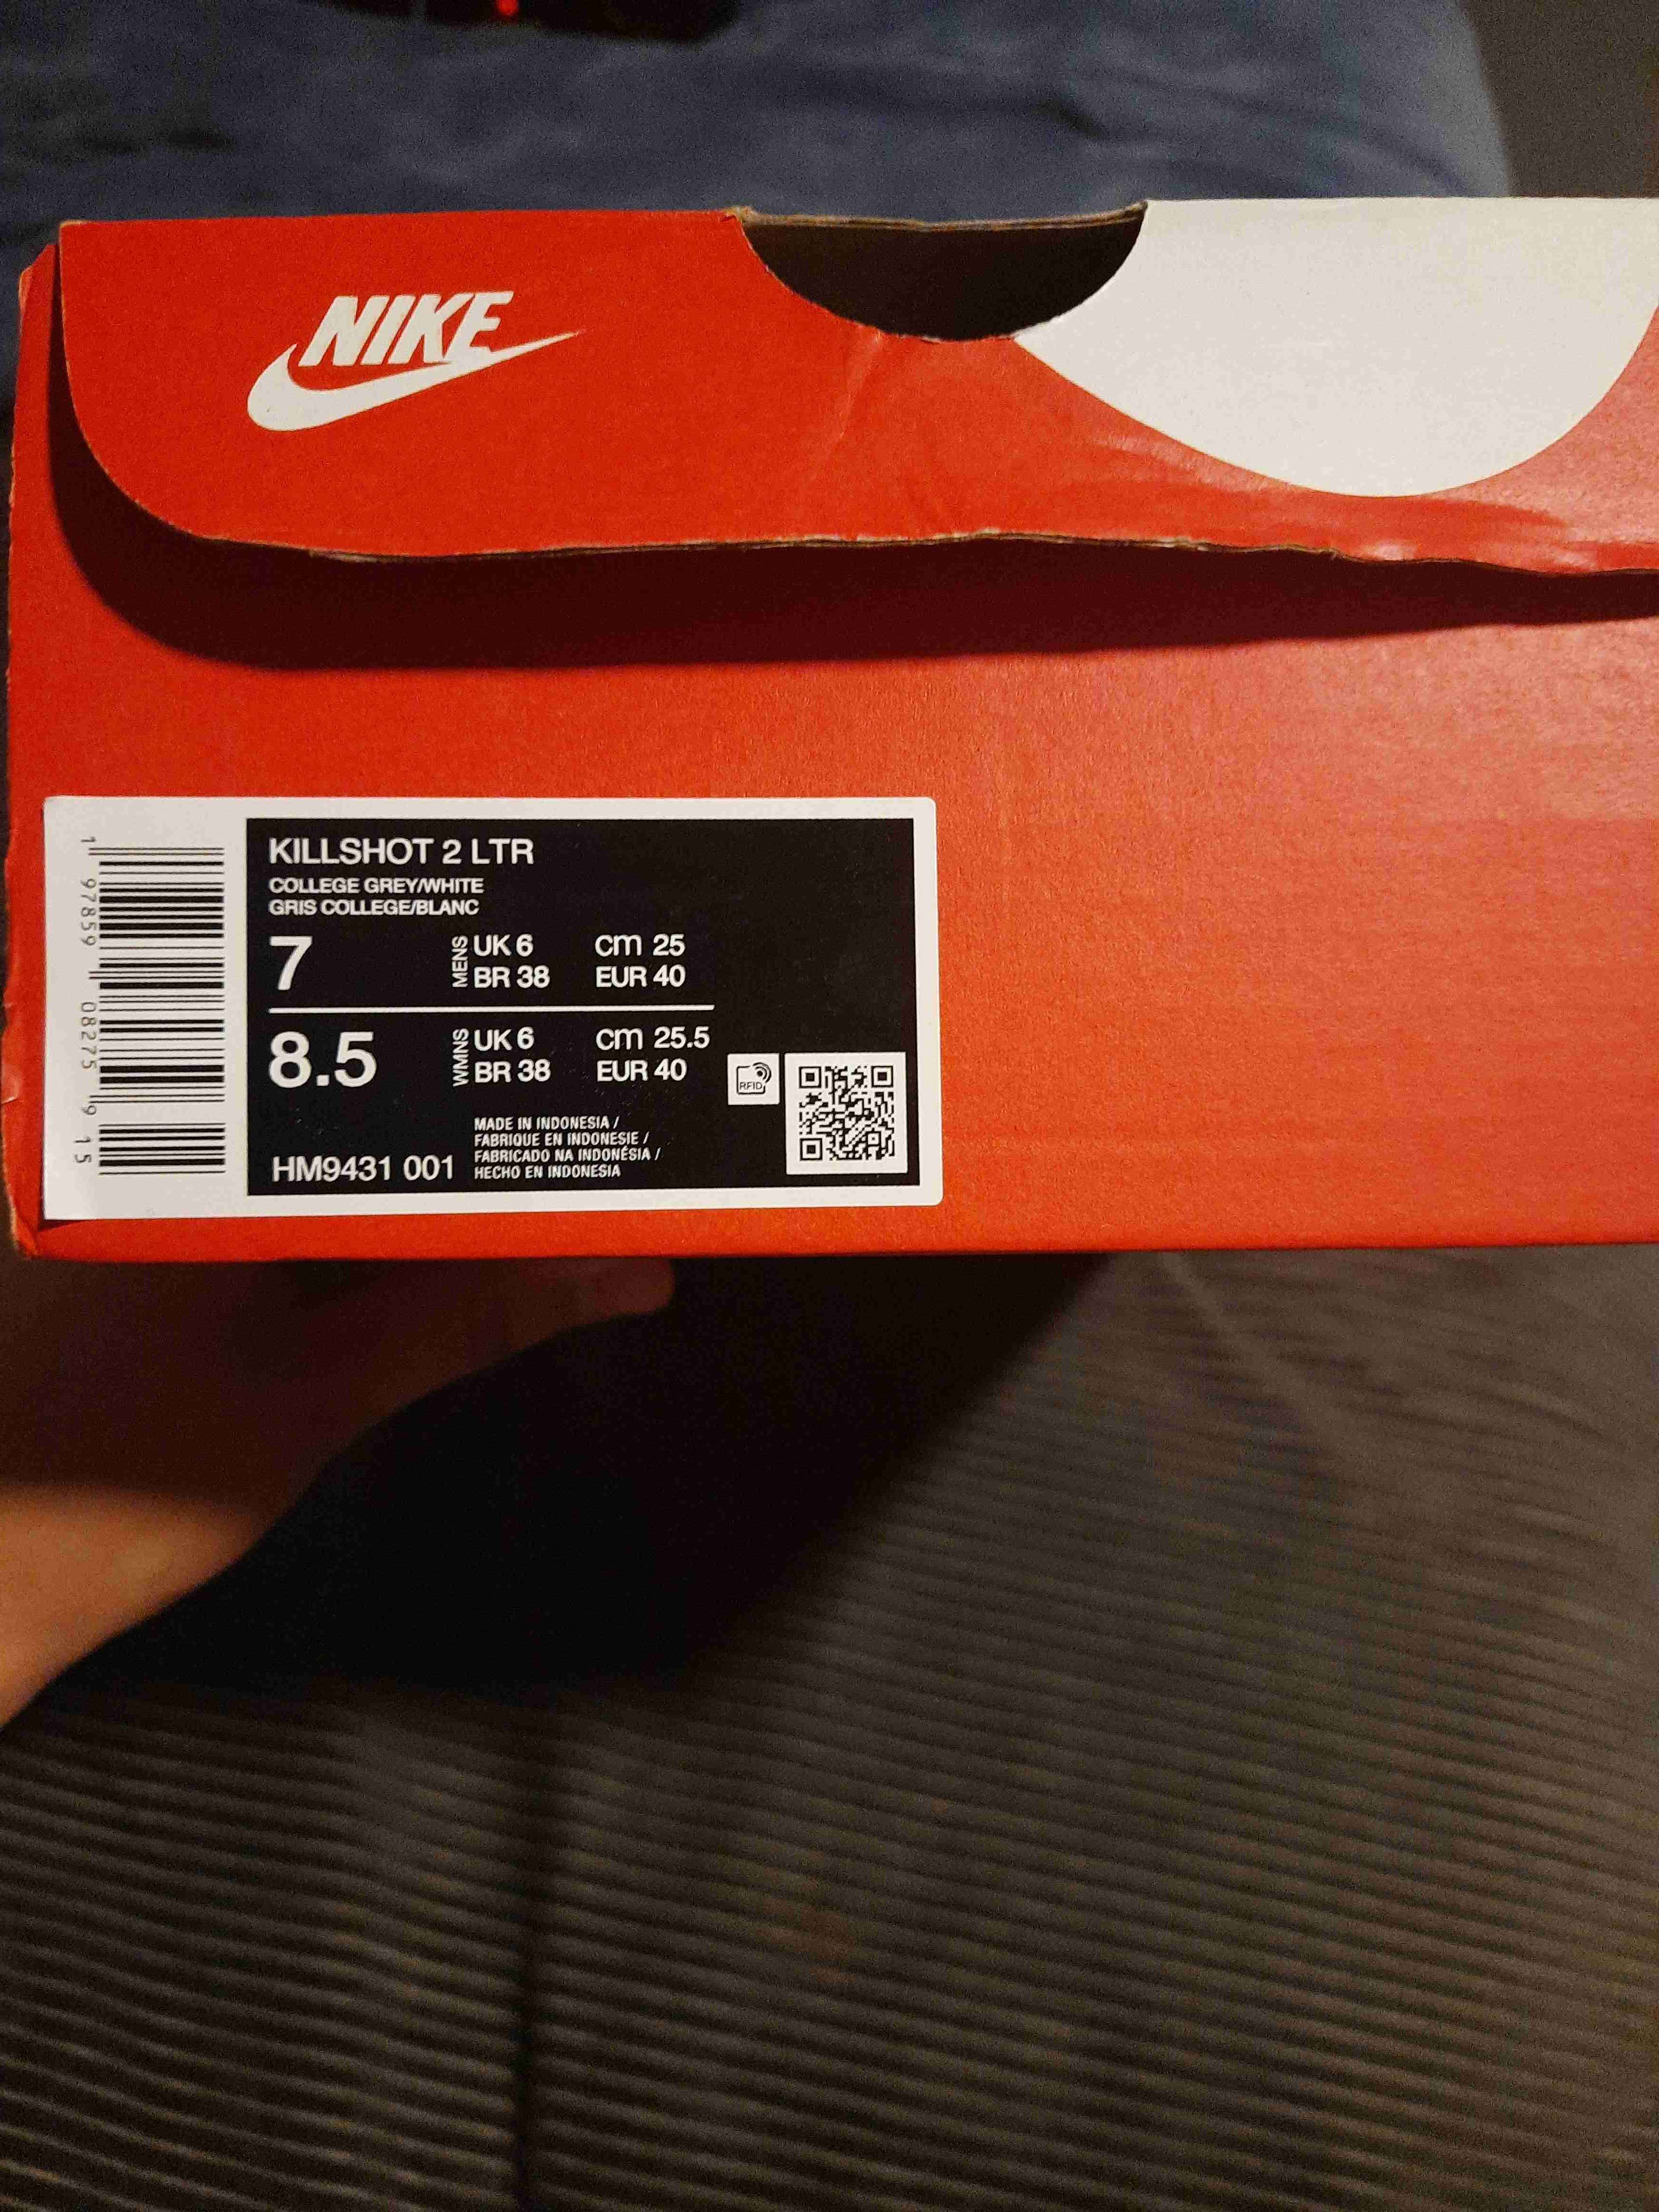 NIKE
KILLSHOT 2 LTR
COLLEGE GREY/WHITE
GRIS COLLEGE/BLANC
7 MENS UK 6 cm 25
BR 38 EUR 40
8.5 WMNS UK 6 cm 25.5
BR 38 EUR 40
RFID
MADE IN INDONESIA /
FABRIQUE EN INDONESIE /
FABRICADO NA INDONÉSIA /
HECHO EN INDONESIA
HM9431 001
1 97859 08275 9 15